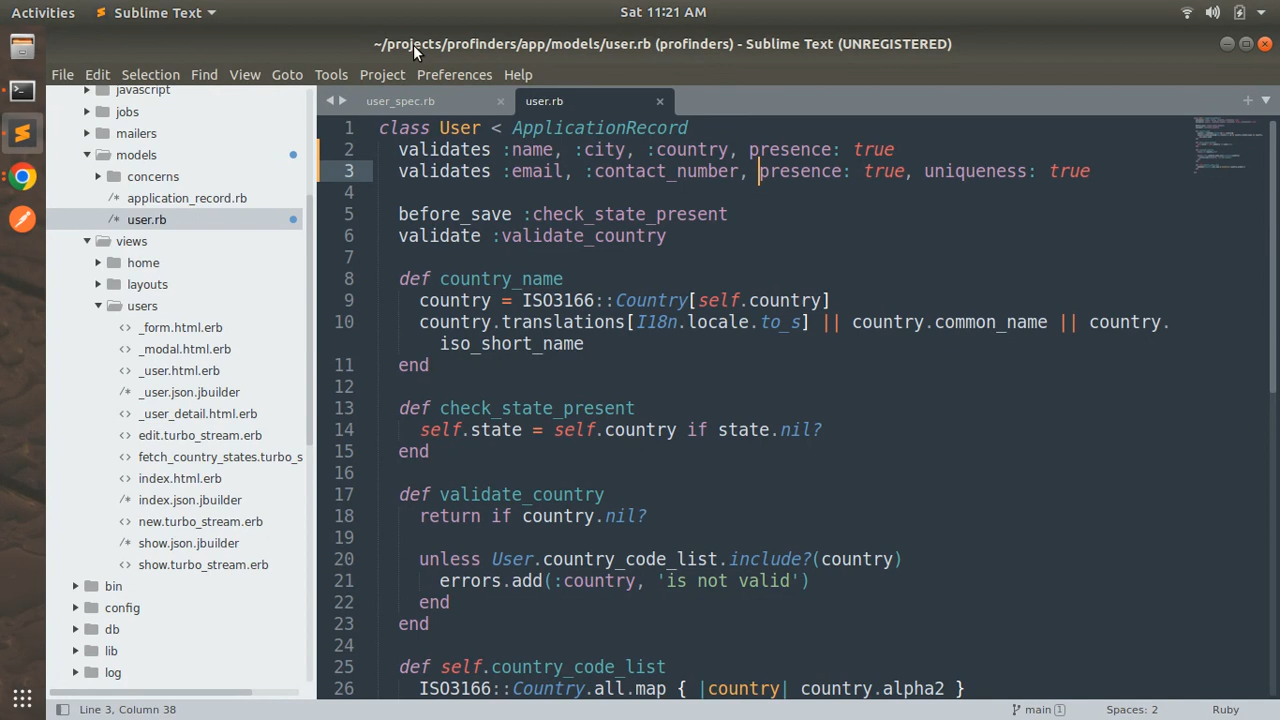 Activities
Sublime Text
Sat 11:21 AM
~/projects/profinders/app/models/user.rb (profinders) - Sublime Text (UNREGISTERED)
File Edit Selection Find View Goto Tools Project Preferences Help
javascript
jobs
mailers
models
concerns
application_record.rb
user.rb
views
home
layouts
users
_form.html.erb
_modal.html.erb
_user.html.erb
_user.json.jbuilder
_user_detail.html.erb
edit.turbo_stream.erb
fetch_country_states.turbo_s
index.html.erb
index.json.jbuilder
new.turbo_stream.erb
show.json.jbuilder
show.turbo_stream.erb
bin
config
db
lib
log
user_spec.rb
user.rb
1 class User < ApplicationRecord
2 validates :name, :city, :country, presence: true
3 validates :email, :contact_number, presence: true, uniqueness: true
4
5 before_save :check_state_present
6 validate :validate_country
7
8 def country_name
9 country = ISO3166::Country[self.country]
10 country.translations[I18n.locale.to_s] || country.common_name || country.
iso_short_name
11 end
12
13 def check_state_present
14 self.state = self.country if state.nil?
15 end
16
17 def validate_country
18 return if country.nil?
19
20 unless User.country_code_list.include?(country)
21 errors.add(:country, 'is not valid')
22 end
23 end
24
25 def self.country_code_list
26 ISO3166::Country.all.map { |country| country.alpha2 }
Line 3, Column 38
main 1
Spaces: 2
Ruby